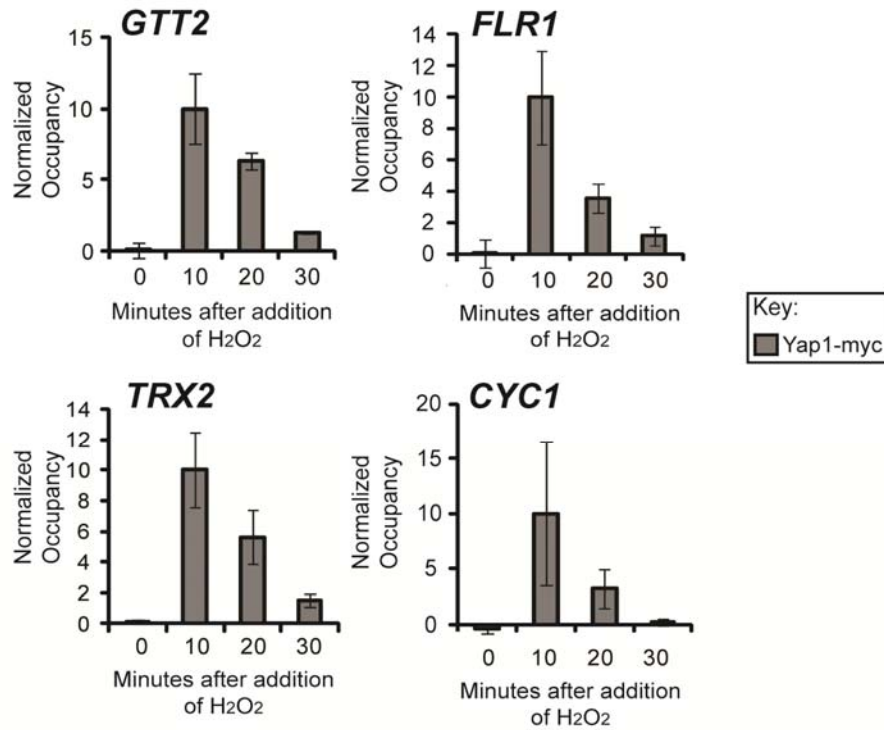 GTT2
15
10
5
0
Normalized
Occupancy
0 10 20 30
Minutes after addition
of H2O2
FLR1
14
12
10
8
6
4
2
0
Normalized
Occupancy
0 10 20 30
Minutes after addition
of H2O2
Key:
Yap1-myc
TRX2
14
12
10
8
6
4
2
0
Normalized
Occupancy
0 10 20 30
Minutes after addition
of H2O2
CYC1
20
15
10
5
0
Normalized
Occupancy
0 10 20 30
Minutes after addition
of H2O2